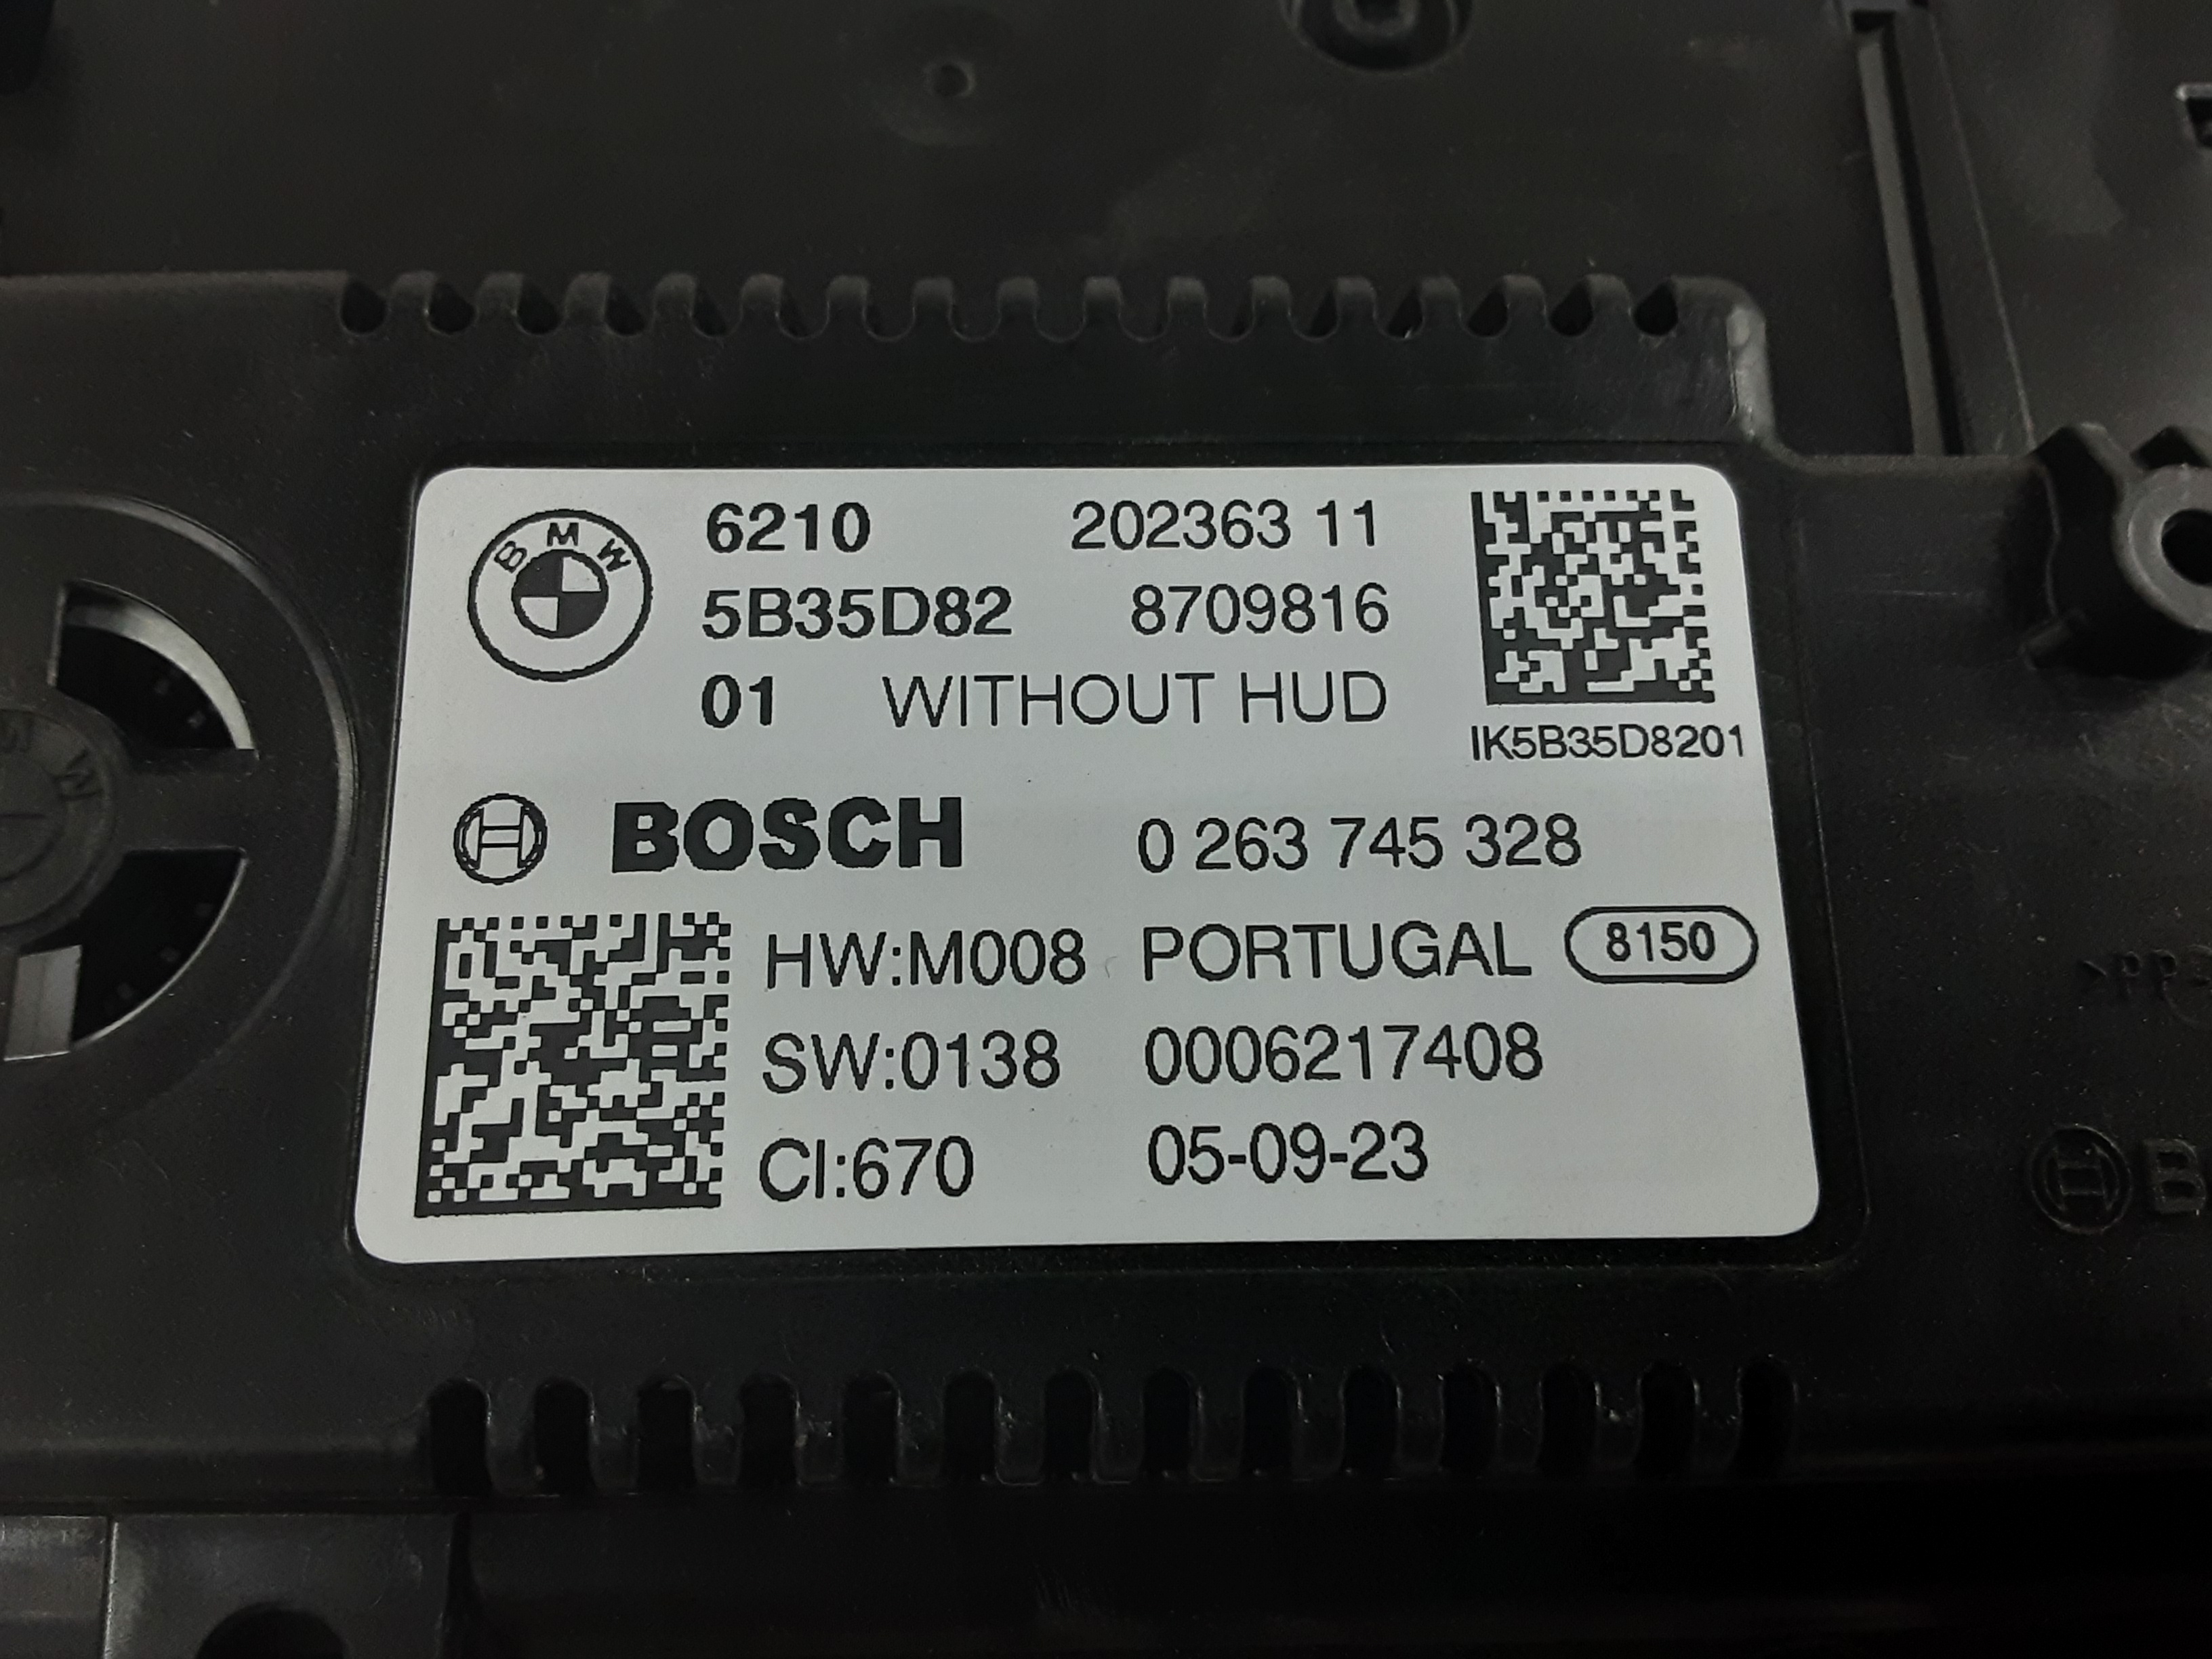 BMW
6210 202363 11
5B35D82 8709816
01 WITHOUT HUD
IK5B35D8201
BOSCH 0 263 745 328
HW:M008 PORTUGAL 8150
SW:0138 0006217408
CI:670 05-09-23